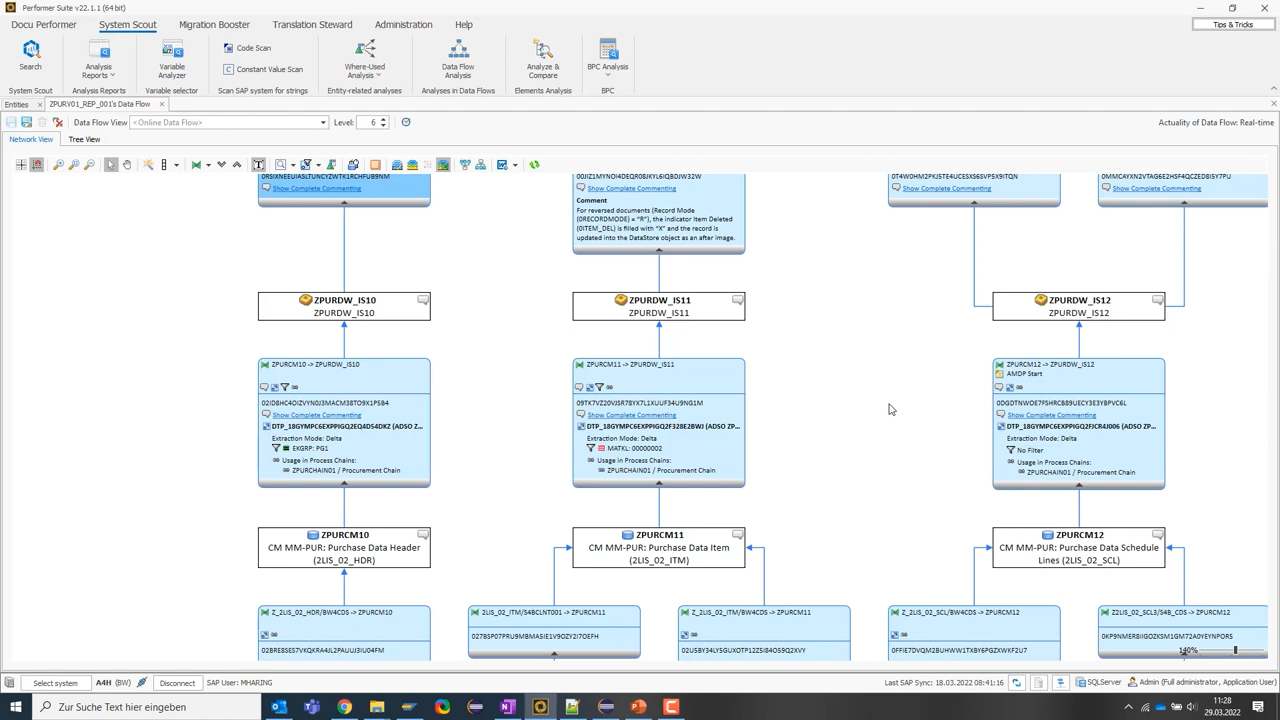 Performer Suite v22.1.1 (64 bit)
Docu Performer System Scout Migration Booster Translation Steward Administration Help
Tips & Tricks
Search
Analysis Reports
Variable Analyzer
Code Scan
Constant Value Scan
Where-Used Analysis
Data Flow Analysis
Analyze & Compare
BPC Analysis
System Scout Analysis Reports Variable selector Scan SAP system for strings Entity-related analyses Analyses in Data Flows Elements Analysis BPC
Entities ZPURV01_REP_001's Data Flow
Data Flow View <Online Data Flow> Level: 6 Actuality of Data Flow: Real-time
Network View Tree View
Show Complete Commenting
Show Complete Commenting
Show Complete Commenting
Show Complete Commenting
Comment
For reversed documents (Record Mode
(0RECORDMODE) = "R"), the indicator Item Deleted
(0ITEM_DEL) is filled with "X" and the record is
updated into the DataStore object as an after image.
ZPURDW_IS10
ZPURDW_IS10
ZPURDW_IS11
ZPURDW_IS11
ZPURDW_IS12
ZPURDW_IS12
ZPURCM10 -> ZPURDW_IS10
Show Complete Commenting
Extraction Mode: Delta
EKGRP: PG1
Usage in Process Chains:
ZPURCHAIN01 / Procurement Chain
ZPURCM11 -> ZPURDW_IS11
Show Complete Commenting
Extraction Mode: Delta
MATKL: 00000002
Usage in Process Chains:
ZPURCHAIN01 / Procurement Chain
ZPURCM12 -> ZPURDW_IS12
AMDP Start
Show Complete Commenting
Extraction Mode: Delta
No Filter
Usage in Process Chains:
ZPURCHAIN01 / Procurement Chain
ZPURCM10
CM MM-PUR: Purchase Data Header
(2LIS_02_HDR)
ZPURCM11
CM MM-PUR: Purchase Data Item
(2LIS_02_ITM)
ZPURCM12
CM MM-PUR: Purchase Data Schedule
Lines (2LIS_02_SCL)
Z_2LIS_02_HDR/BW4CDS -> ZPURCM10
2LIS_02_ITM/S4BCLNT001 -> ZPURCM11
Z_2LIS_02_ITM/BW4CDS -> ZPURCM11
Z_2LIS_02_SCL/BW4CDS -> ZPURCM12
Z2LIS_02_SCL3/S4B_CDS -> ZPURCM12
140%
Select system A4H (BW) Disconnect SAP User: MHARING Last SAP Sync: 18.03.2022 08:41:16 SQLServer Admin (Full administrator, Application User)
Zur Suche Text hier eingeben
11:28
29.03.2022